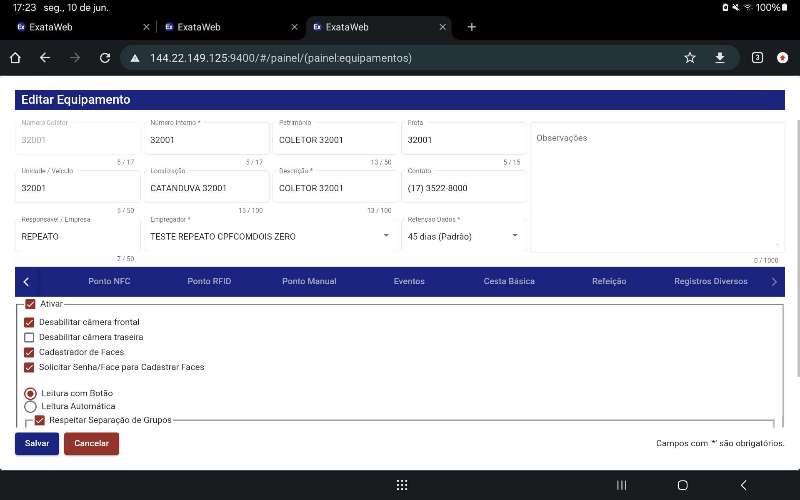 17:23 seg., 10 de jun. 100%
ExataWeb ExataWeb ExataWeb
144.22.149.125:9400/#/painel/(painel:equipamentos) 3
Editar Equipamento
Número Coletor Número Interno * Patrimônio Frota
32001 32001 COLETOR 32001 32001 Observações
5 / 17 5 / 17 13 / 50 5 / 15
Unidade / Veículo Localização Descrição * Contato
32001 CATANDUVA 32001 COLETOR 32001 (17) 3522-8000
5 / 50 15 / 100 13 / 100
Responsável / Empresa Empregador * Retenção Dados *
REPEATO TESTE REPEATO CPFCOMDOIS ZERO 45 dias (Padrão)
7 / 50 0 / 1000
Ponto NFC Ponto RFID Ponto Manual Eventos Cesta Básica Refeição Registros Diversos
Ativar
Desabilitar câmera frontal
Desabilitar câmera traseira
Cadastrador de Faces
Solicitar Senha/Face para Cadastrar Faces
Leitura com Botão
Leitura Automática
Respeitar Separação de Grupos
Salvar Cancelar Campos com '*' são obrigatórios.